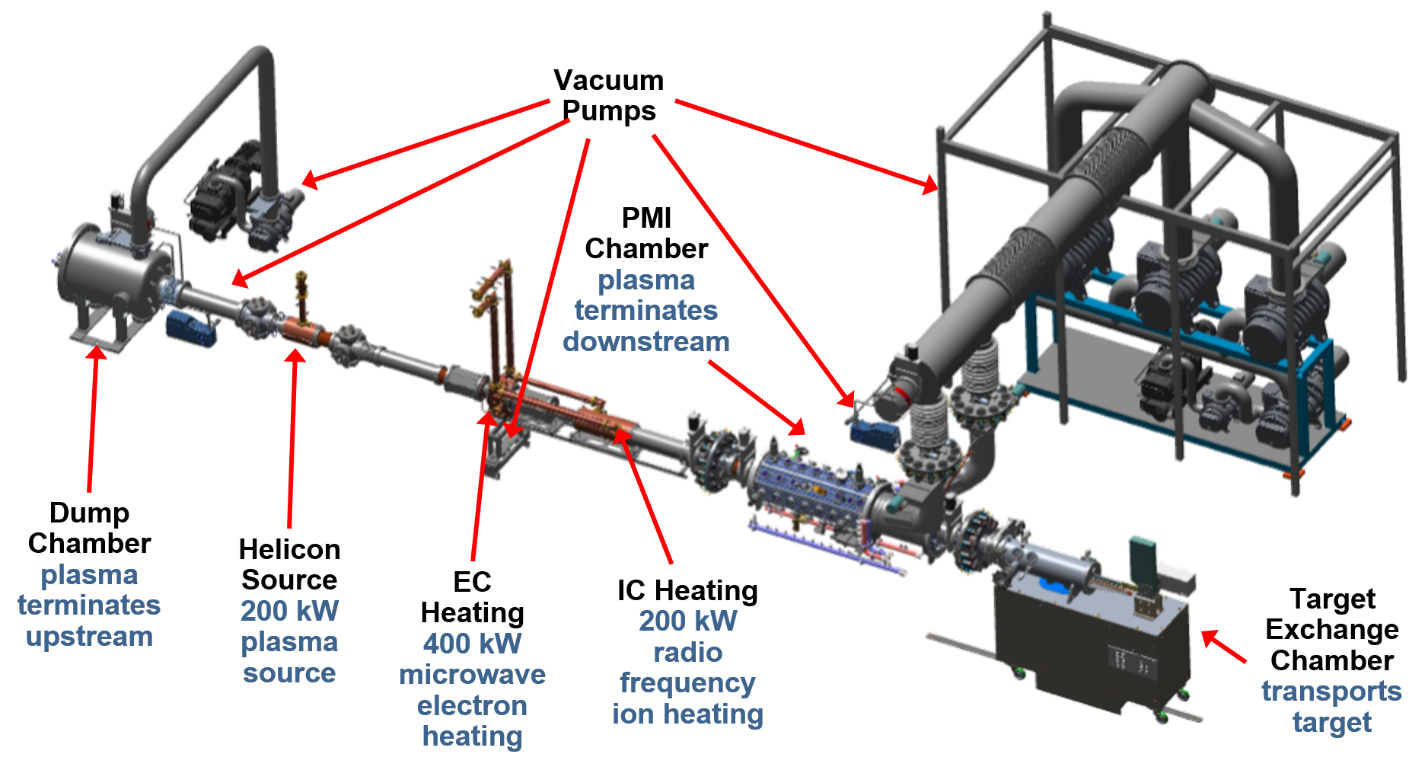 Vacuum
Pumps
PMI
Chamber
plasma
terminates
downstream
Dump
Chamber
plasma
terminates
upstream
Helicon
Source
200 kW
plasma
source
EC
Heating
400 kW
microwave
electron
heating
IC Heating
200 kW
radio
frequency
ion heating
Target
Exchange
Chamber
transports
target